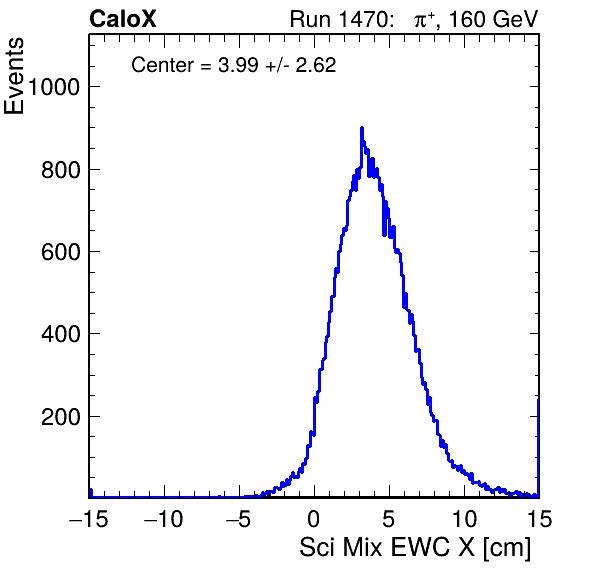 CaloX Run 1470: π⁺, 160 GeV
Center = 3.99 +/- 2.62
Events
1000
800
600
400
200
−15 −10 −5 0 5 10 15
Sci Mix EWC X [cm]